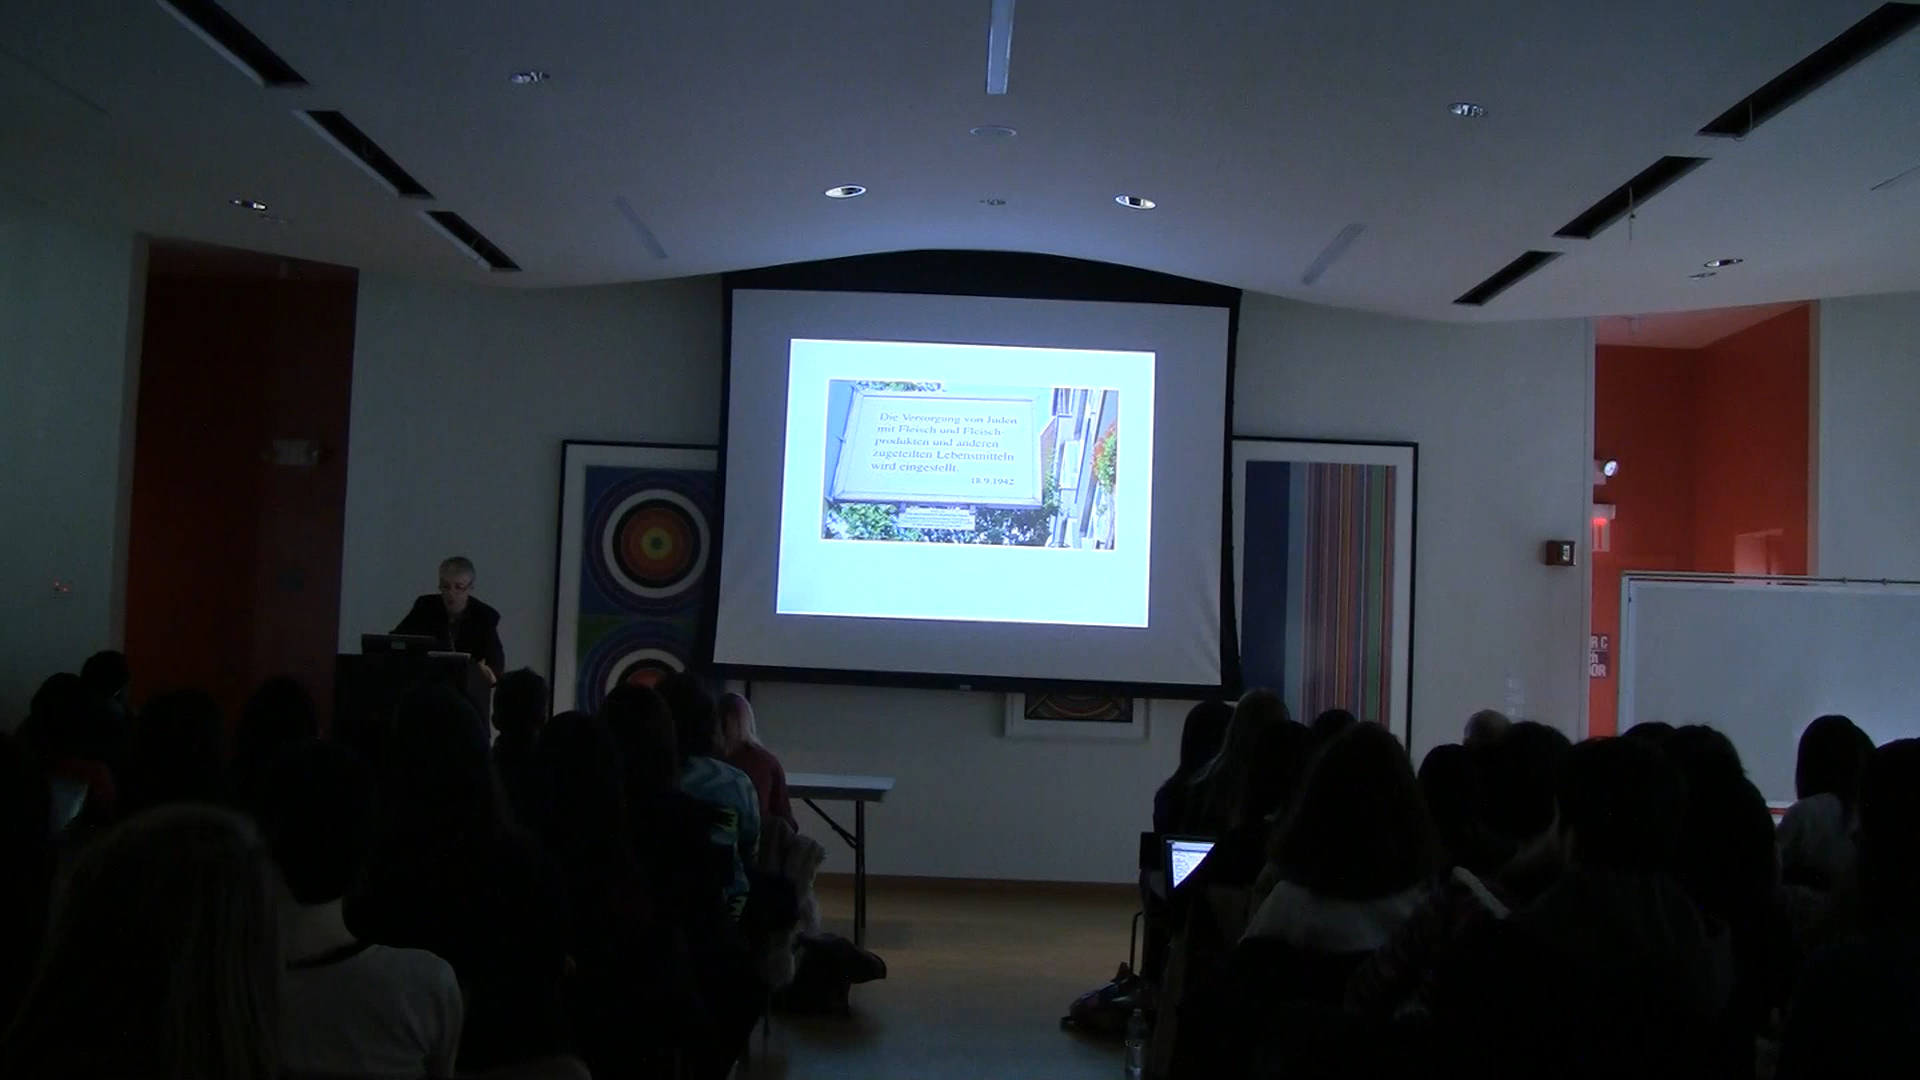 Die Versorgung von Juden
mit Fleisch und Fleisch-
produkten und anderen
zugeteilten Lebensmitteln
wird eingestellt.
18.9.1942